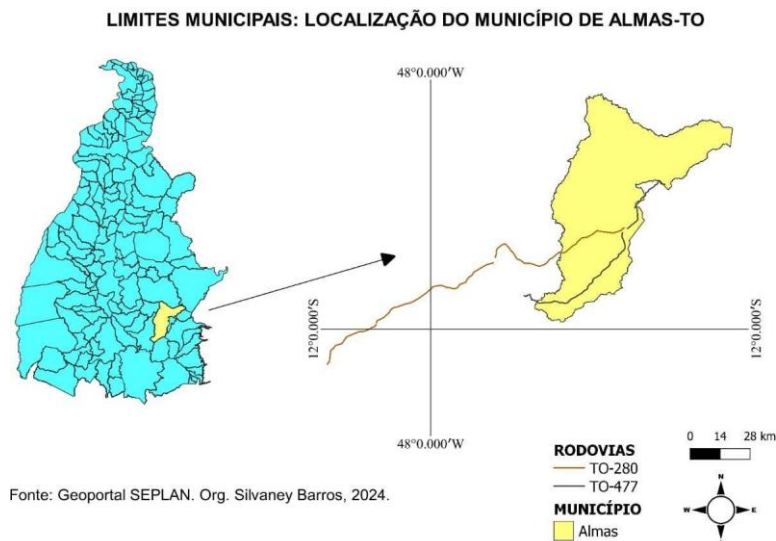 LIMITES MUNICIPAIS: LOCALIZAÇÃO DO MUNICÍPIO DE ALMAS-TO
48°0.000′W
12°0.000′S
12°0.000′S
48°0.000′W
RODOVIAS
TO-280
TO-477
MUNICÍPIO
Almas
0 14 28 km
N
W E
Fonte: Geoportal SEPLAN. Org. Silvaney Barros, 2024.